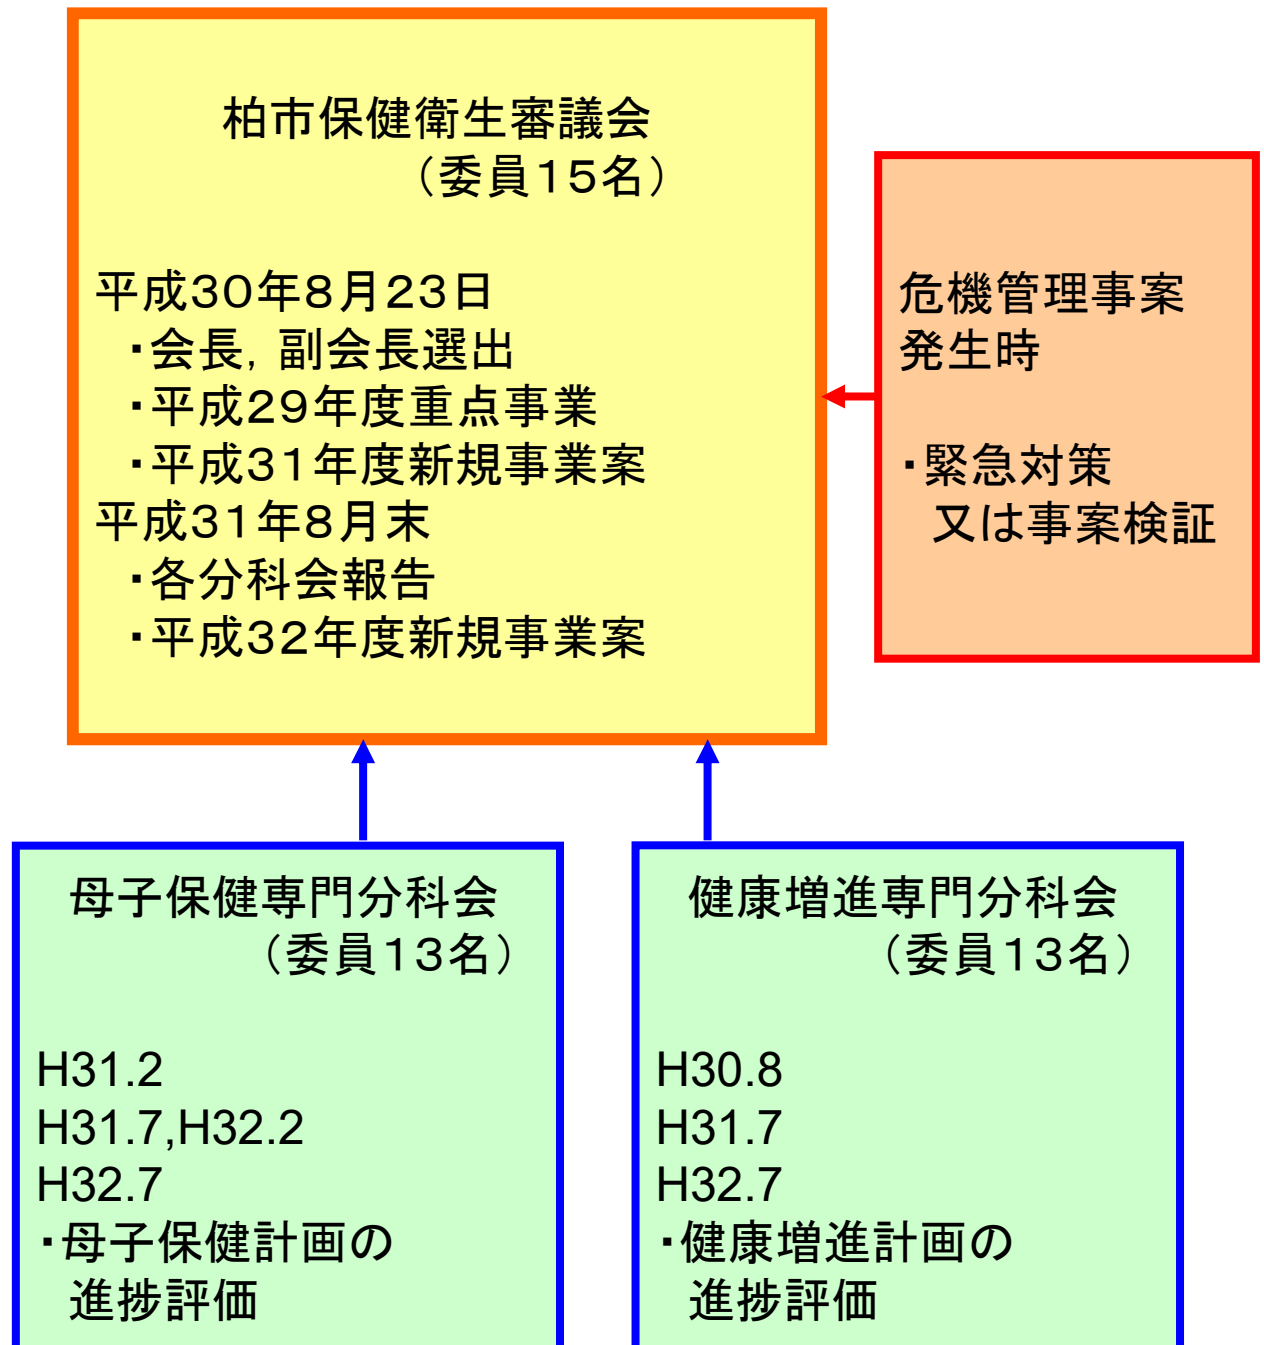 柏市保健衛生審議会
（委員１５名）
平成３０年８月２３日
・会長，副会長選出
・平成２９年度重点事業
・平成３１年度新規事業案
平成３１年８月末
・各分科会報告
・平成３２年度新規事業案
危機管理事案
発生時
・緊急対策
又は事案検証
母子保健専門分科会
（委員１３名）
H31.2
H31.7,H32.2
H32.7
・母子保健計画の
進捗評価
健康増進専門分科会
（委員１３名）
H30.8
H31.7
H32.7
・健康増進計画の
進捗評価